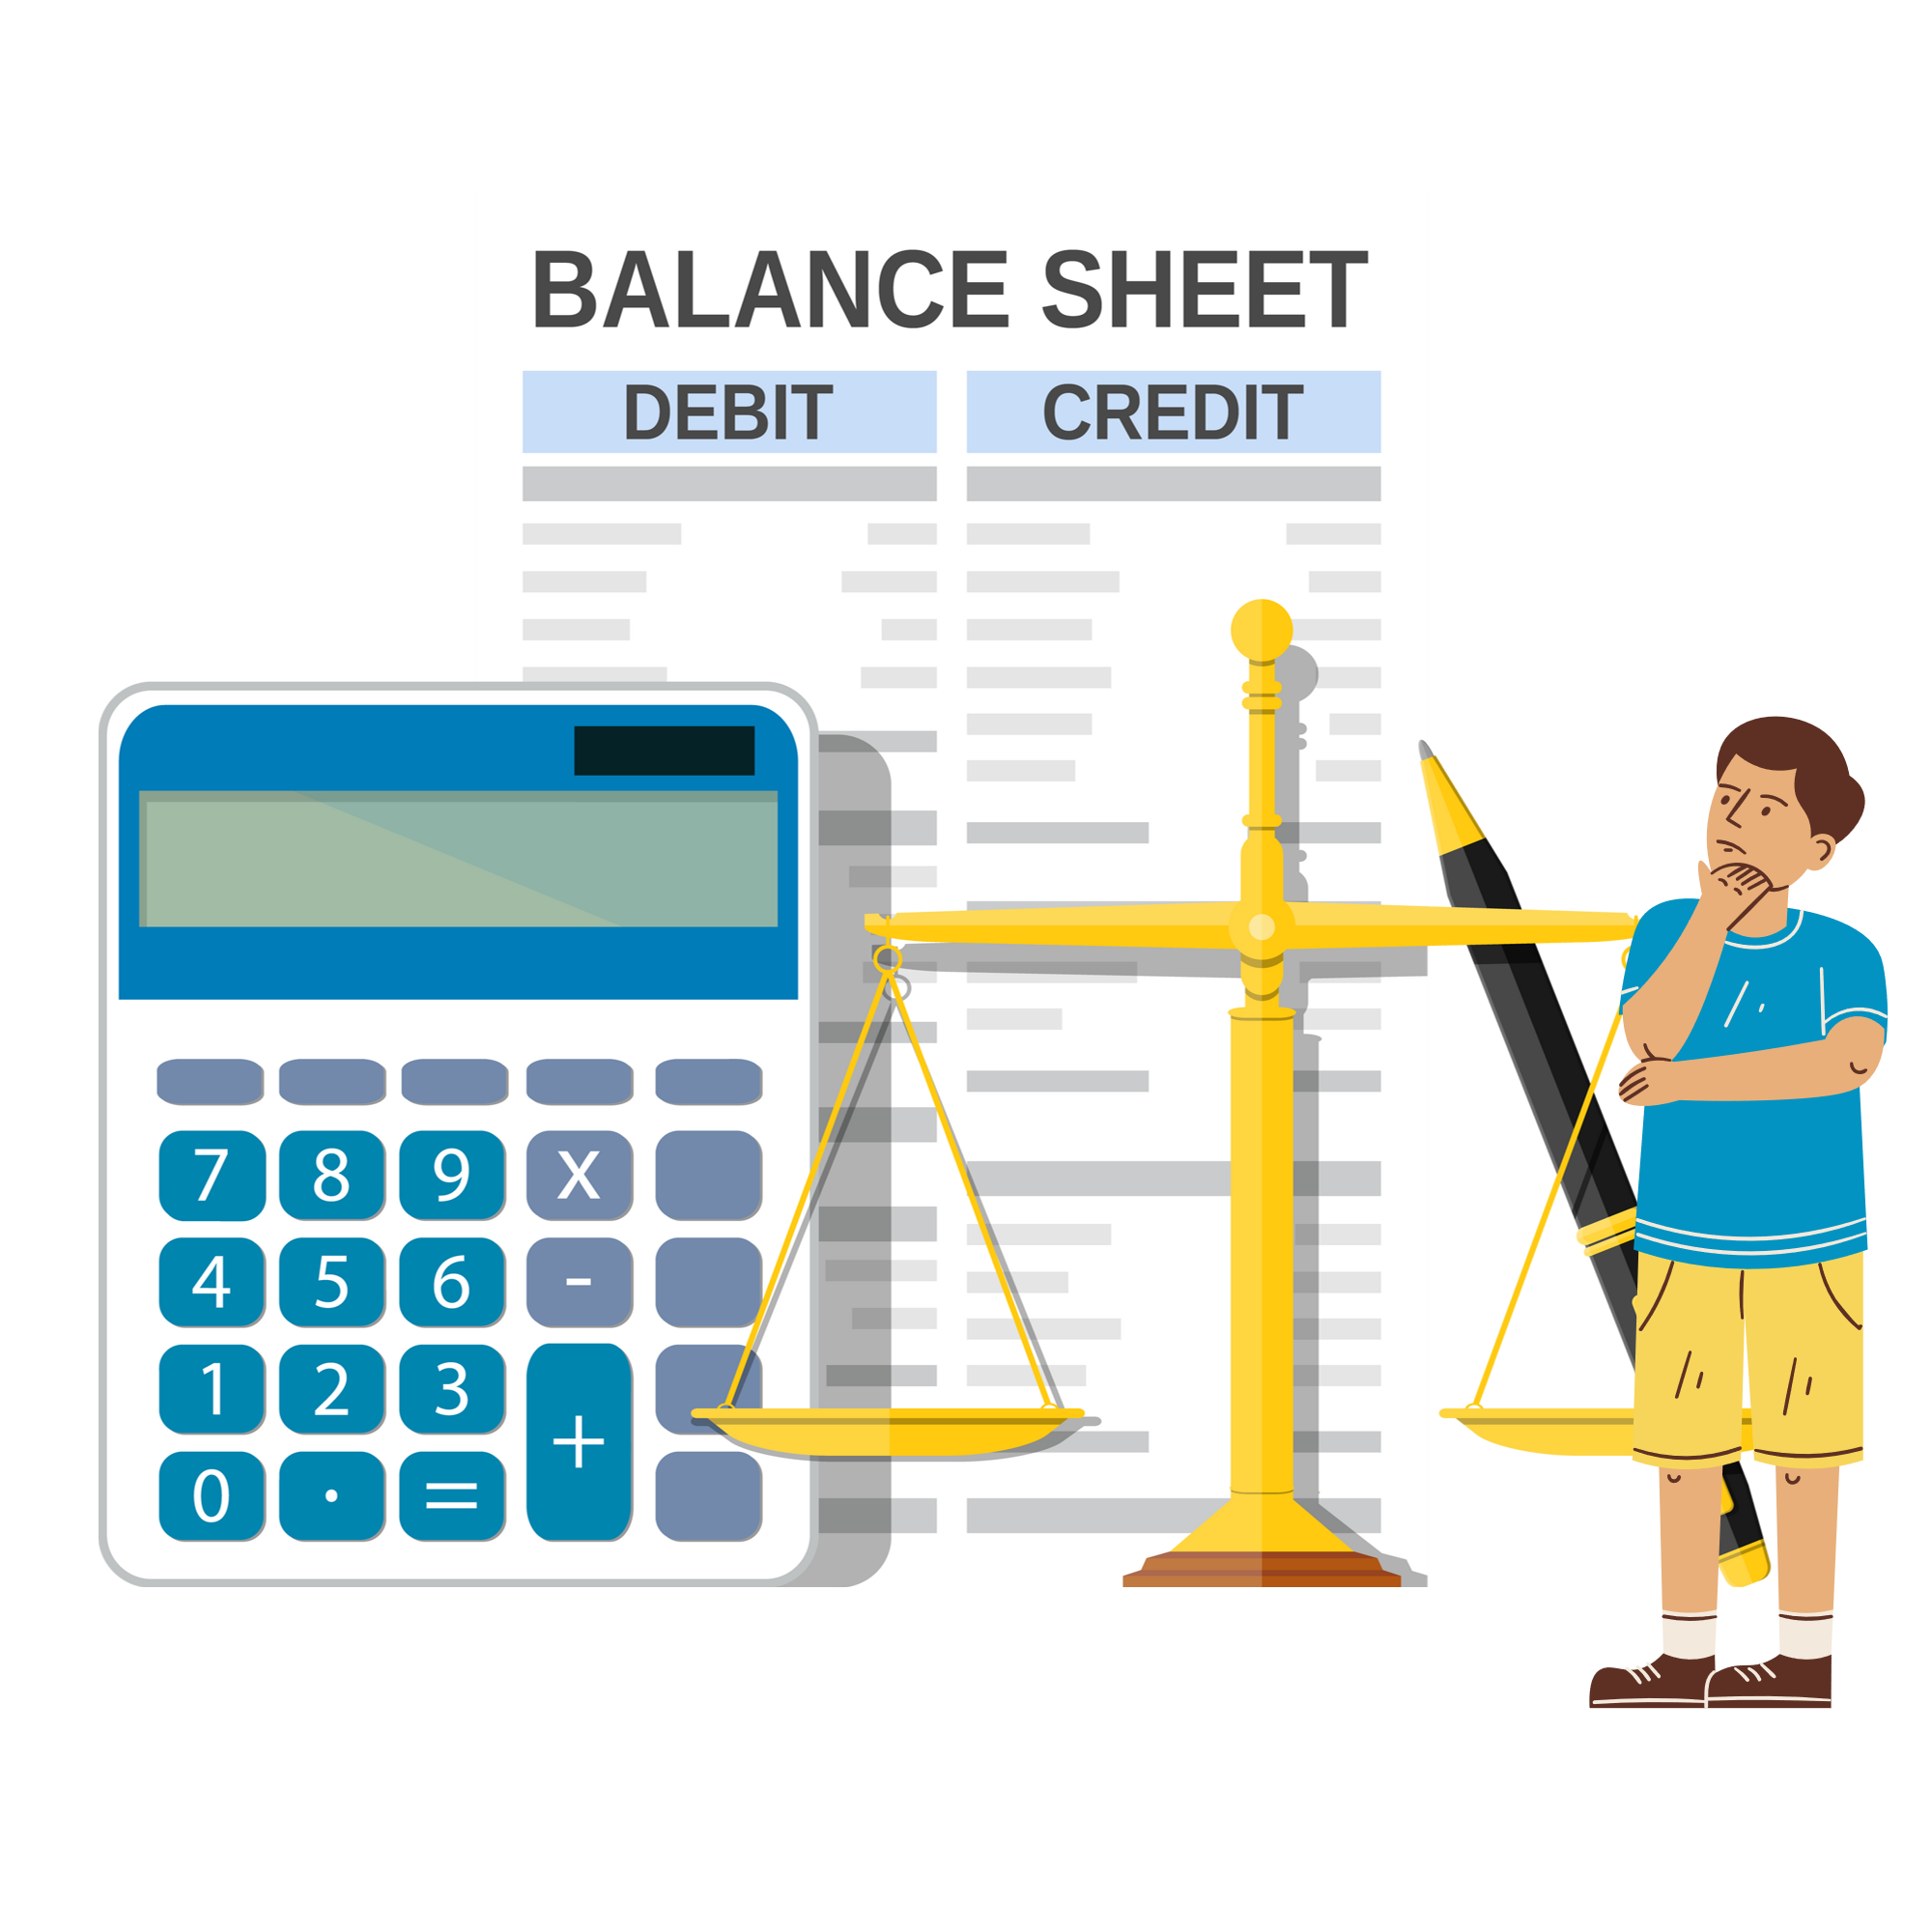 BALANCE SHEET
DEBIT CREDIT
7 8 9 X
4 5 6 -
1 2 3 +
0 . =